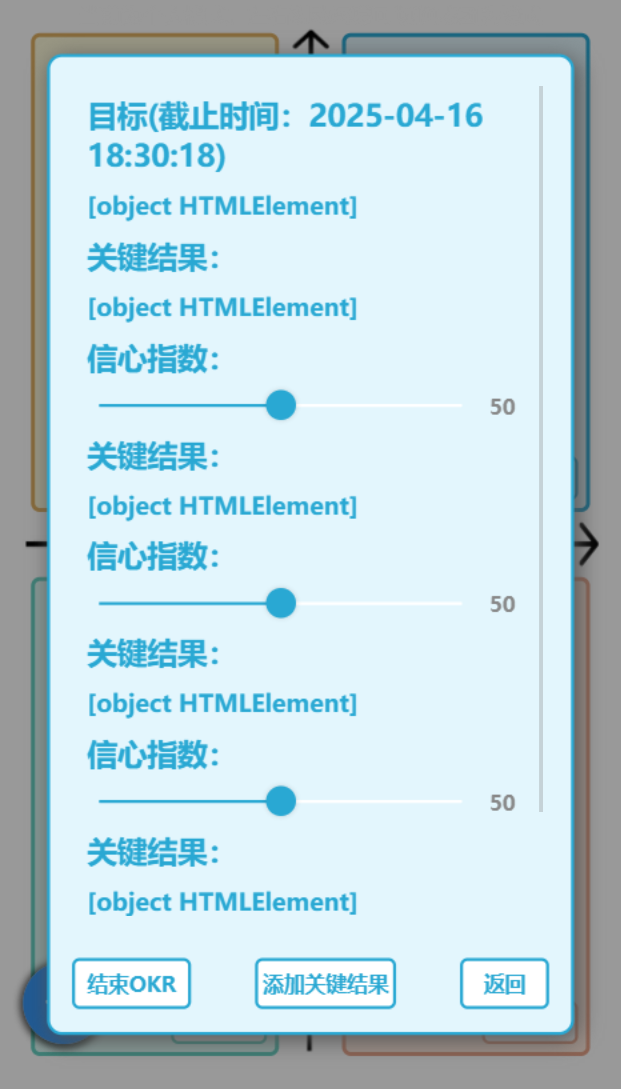 目标(截止时间：2025-04-16
18:30:18)
[object HTMLElement]
关键结果：
[object HTMLElement]
信心指数：
50
关键结果：
[object HTMLElement]
信心指数：
50
关键结果：
[object HTMLElement]
信心指数：
50
关键结果：
[object HTMLElement]
结束OKR
添加关键结果
返回